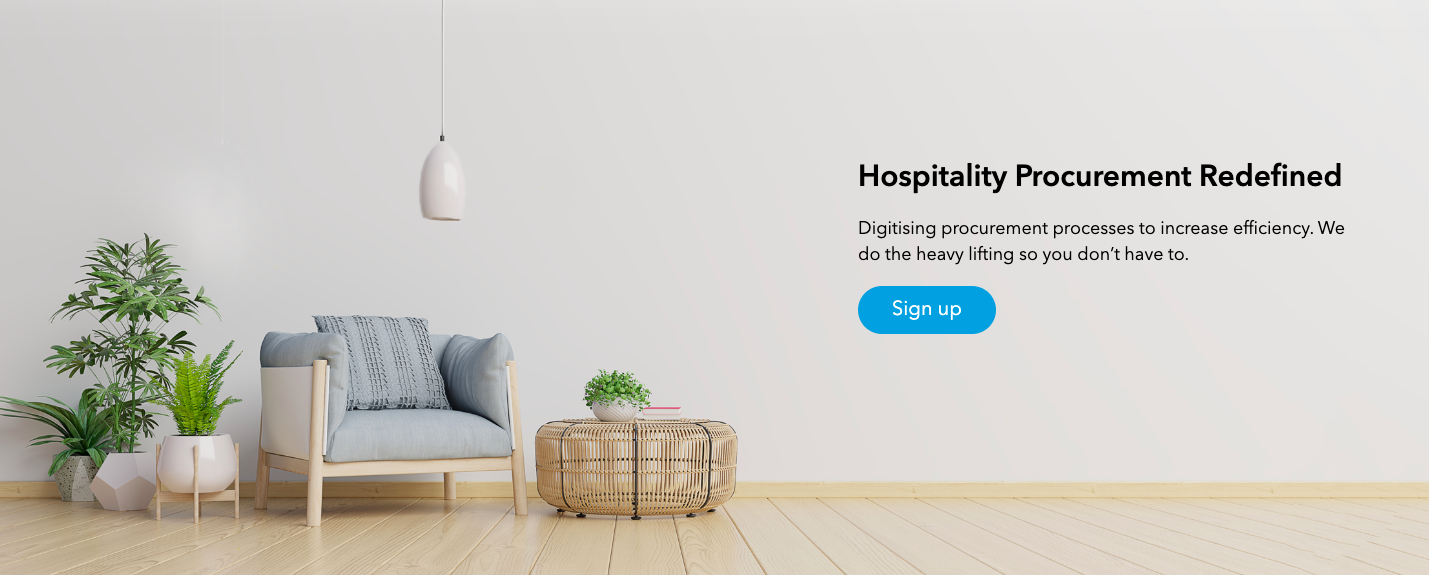 Hospitality Procurement Redefined
Digitising procurement processes to increase efficiency. We
do the heavy lifting so you don’t have to.
Sign up